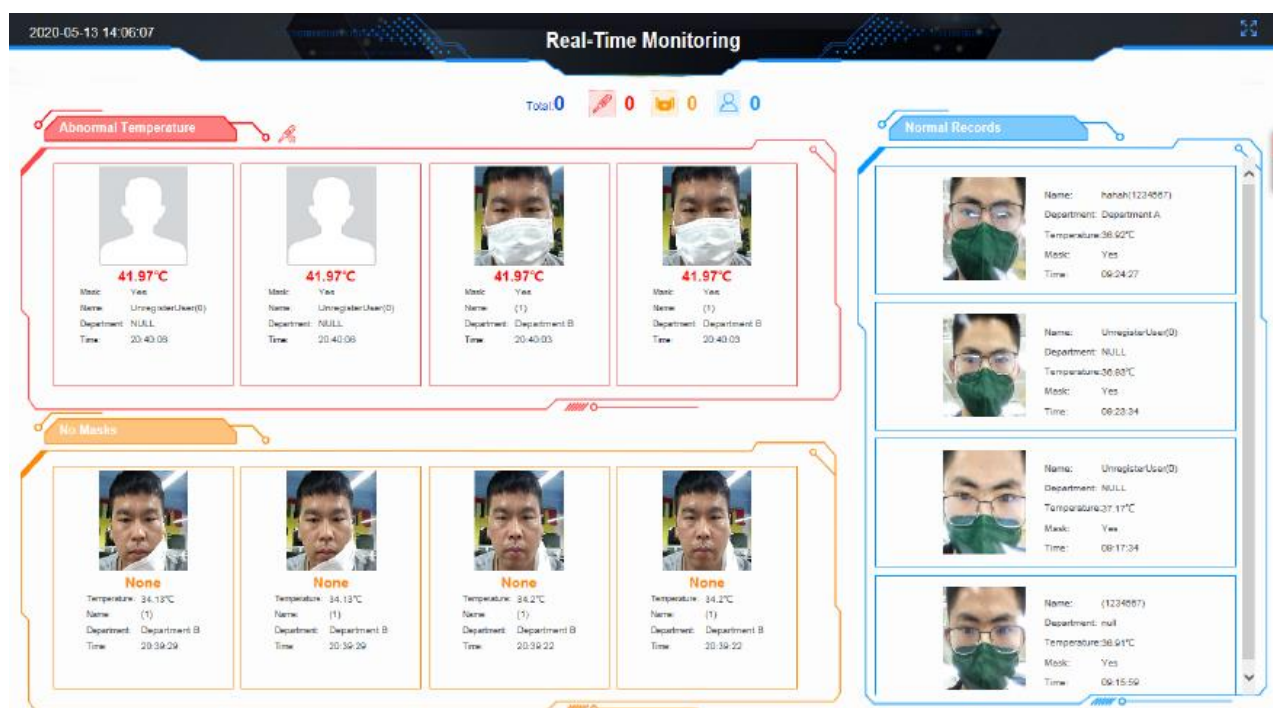 2020-05-13 14:06:07
Real-Time Monitoring
Total:0 0 0 0
Abnormal Temperature
41.97°C
Mask: Yes
Name: UnregisterUser(0)
Department: NULL
Time: 20:40:06
41.97°C
Mask: Yes
Name: UnregisterUser(0)
Department: NULL
Time: 20:40:06
41.97°C
Mask: Yes
Name: (1)
Department: Department B
Time: 20:40:03
41.97°C
Mask: Yes
Name: (1)
Department: Department B
Time: 20:40:03
No Masks
None
Temperature: 34.13°C
Name: (1)
Department: Department B
Time: 20:39:29
None
Temperature: 34.13°C
Name: (1)
Department: Department B
Time: 20:39:29
None
Temperature: 34.2°C
Name: (1)
Department: Department B
Time: 20:39:22
None
Temperature: 34.2°C
Name: (1)
Department: Department B
Time: 20:39:22
Normal Records
Name: hahah(1234567)
Department: Department A
Temperature:36.92°C
Mask: Yes
Time: 09:24:27
Name: UnregisterUser(0)
Department: NULL
Temperature:36.93°C
Mask: Yes
Time: 09:23:34
Name: UnregisterUser(0)
Department: NULL
Temperature:37.17°C
Mask: Yes
Time: 09:17:34
Name: (1234567)
Department: null
Temperature:36.91°C
Mask: Yes
Time: 09:15:59